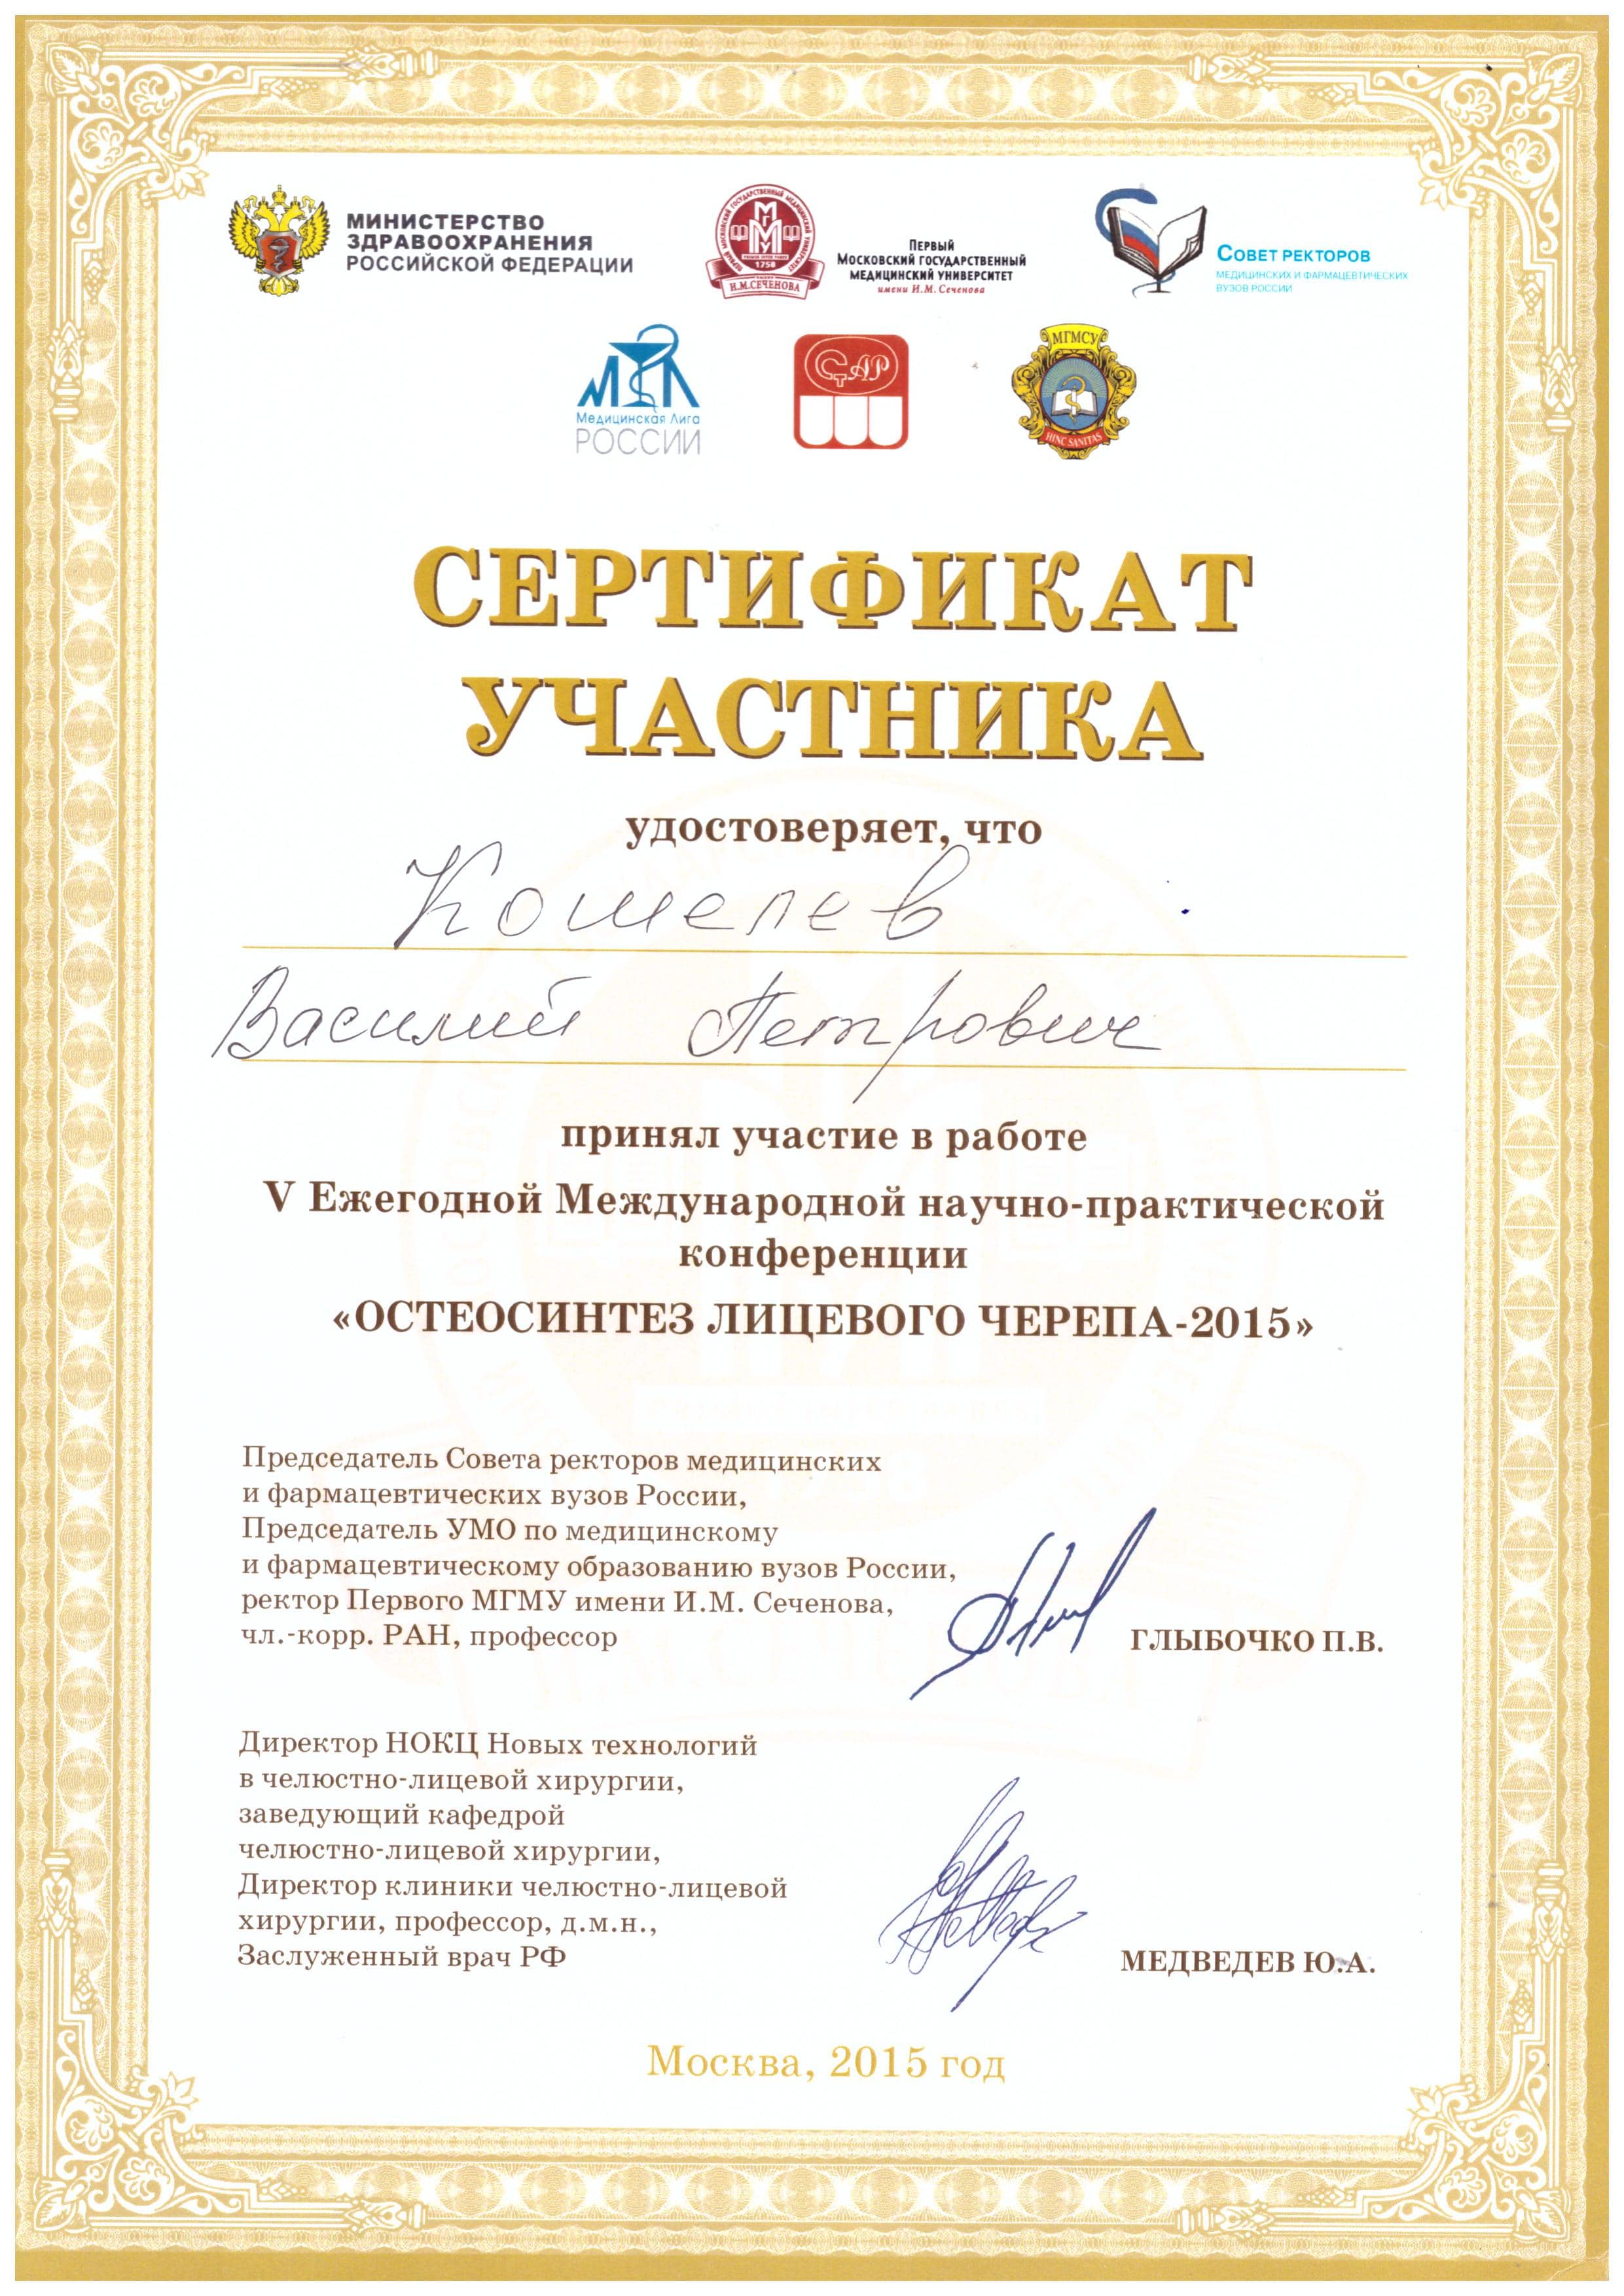 МИНИСТЕРСТВО
ЗДРАВООХРАНЕНИЯ
РОССИЙСКОЙ ФЕДЕРАЦИИ
ПЕРВЫЙ МОСКОВСКИЙ ГОСУДАРСТВЕННЫЙ МЕДИЦИНСКИЙ УНИВЕРСИТЕТ
1758
И.М.СЕЧЕНОВА
ПЕРВЫЙ
МОСКОВСКИЙ ГОСУДАРСТВЕННЫЙ
МЕДИЦИНСКИЙ УНИВЕРСИТЕТ
имени И.М. Сеченова
СОВЕТ РЕКТОРОВ
МЕДИЦИНСКИХ И ФАРМАЦЕВТИЧЕСКИХ
ВУЗОВ РОССИИ
МЛ
Медицинская Лига
РОССИИ
СтАР
МГМСУ
HINC SANITAS
СЕРТИФИКАТ
УЧАСТНИКА
удостоверяет, что
Кошелев
Василий Петрович
принял участие в работе
V Ежегодной Международной научно-практической
конференции
«ОСТЕОСИНТЕЗ ЛИЦЕВОГО ЧЕРЕПА-2015»
Председатель Совета ректоров медицинских
и фармацевтических вузов России,
Председатель УМО по медицинскому
и фармацевтическому образованию вузов России,
ректор Первого МГМУ имени И.М. Сеченова,
чл.-корр. РАН, профессор
ГЛЫБОЧКО П.В.
Директор НОКЦ Новых технологий
в челюстно-лицевой хирургии,
заведующий кафедрой
челюстно-лицевой хирургии,
Директор клиники челюстно-лицевой
хирургии, профессор, д.м.н.,
Заслуженный врач РФ
МЕДВЕДЕВ Ю.А.
Москва, 2015 год